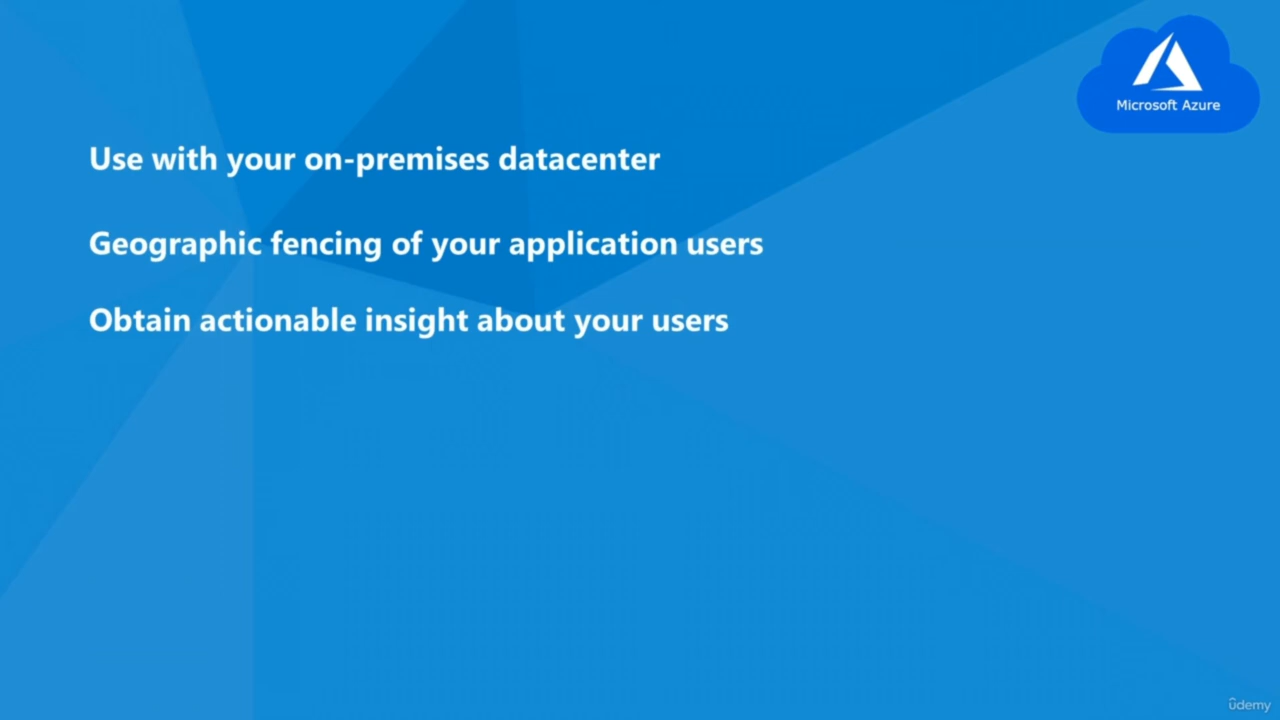 Microsoft Azure
Use with your on-premises datacenter
Geographic fencing of your application users
Obtain actionable insight about your users
ûdemy